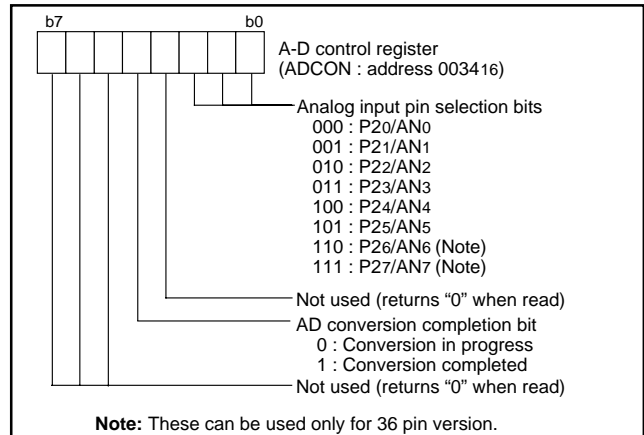 b7 b0
A-D control register
(ADCON : address 003416)
Analog input pin selection bits
000 : P20/AN0
001 : P21/AN1
010 : P22/AN2
011 : P23/AN3
100 : P24/AN4
101 : P25/AN5
110 : P26/AN6 (Note)
111 : P27/AN7 (Note)
Not used (returns “0” when read)
AD conversion completion bit
0 : Conversion in progress
1 : Conversion completed
Not used (returns “0” when read)
Note: These can be used only for 36 pin version.